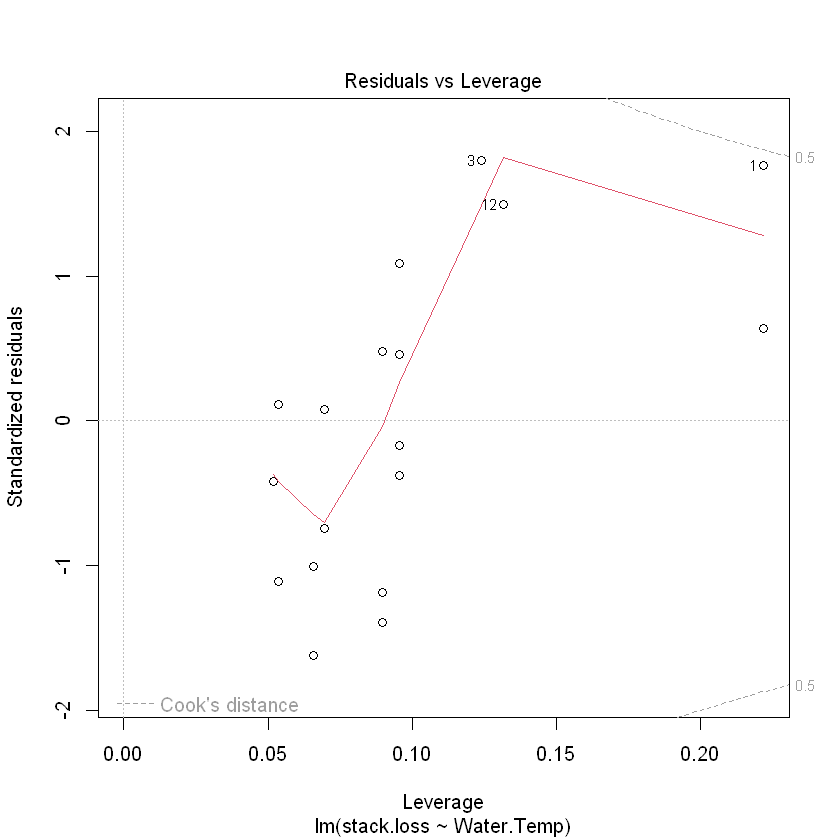 Residuals vs Leverage
Standardized residuals
2
1
0
-1
-2
3
12
1
0.5
0.5
Cook's distance
0.00 0.05 0.10 0.15 0.20
Leverage
lm(stack.loss ~ Water.Temp)